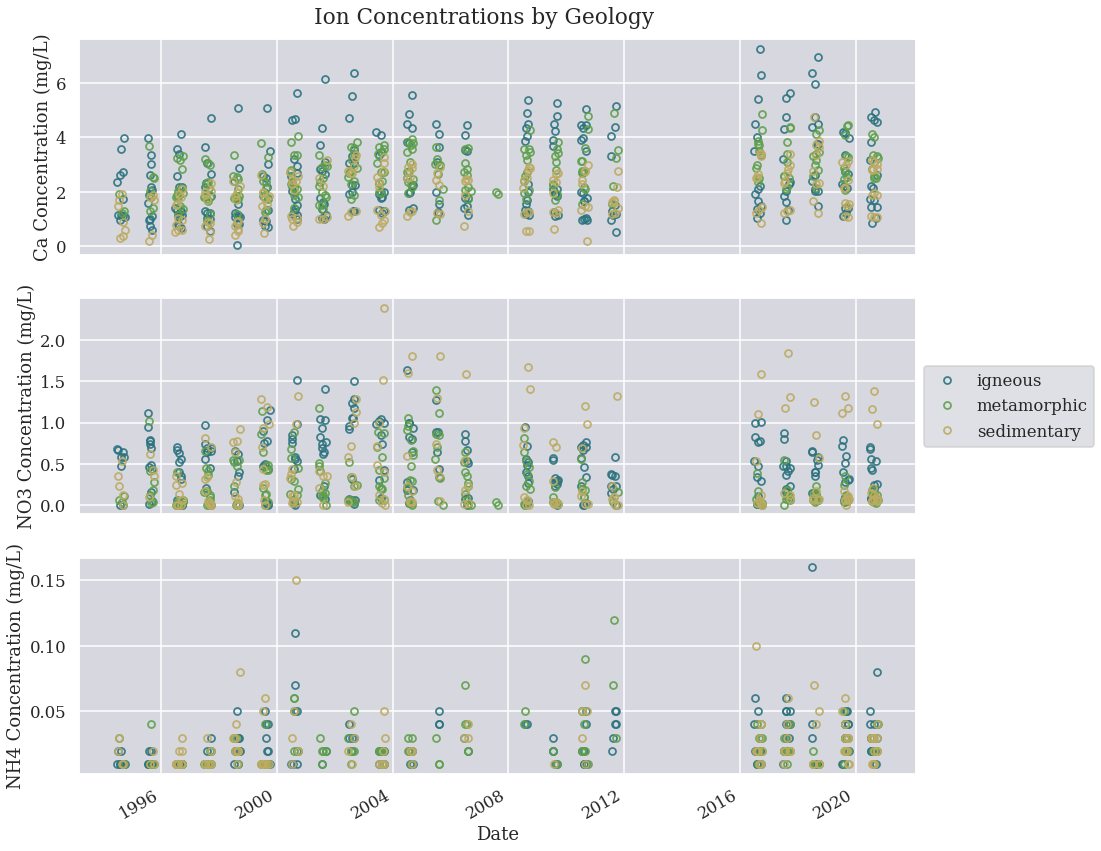 Ion Concentrations by Geology
Ca Concentration (mg/L)
6
4
2
0
NO3 Concentration (mg/L)
2.0
1.5
1.0
0.5
0.0
igneous
metamorphic
sedimentary
NH4 Concentration (mg/L)
0.15
0.10
0.05
1996
2000
2004
2008
2012
2016
2020
Date